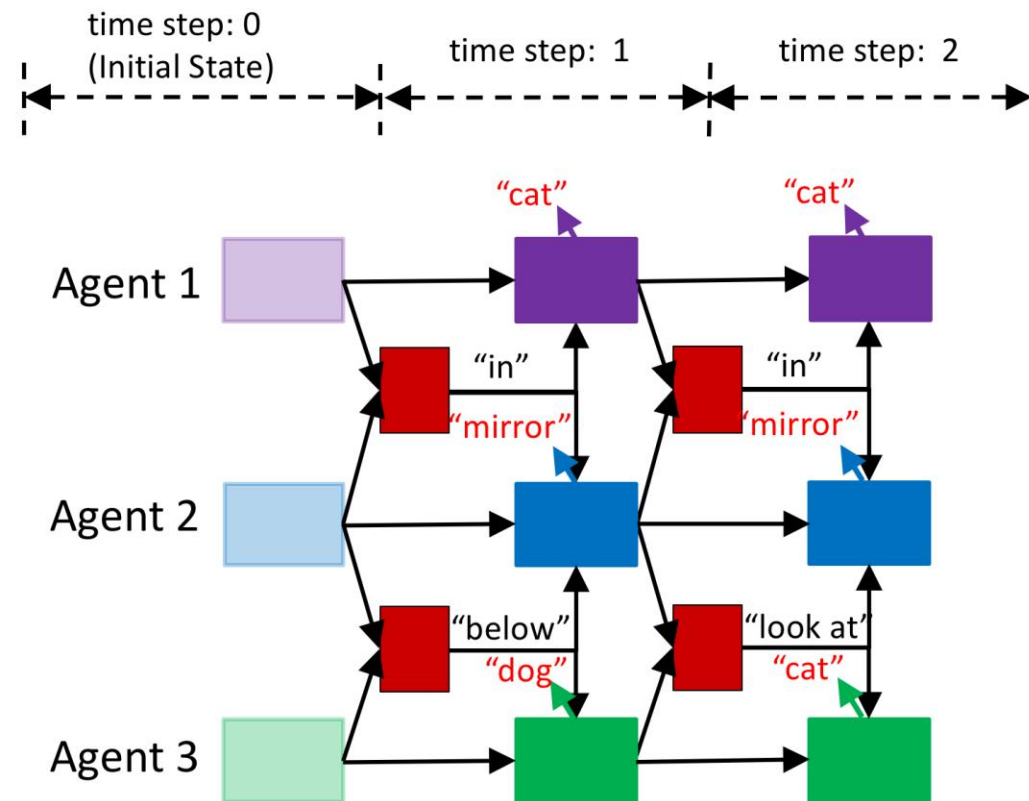 time step: 0
(Initial State)
time step: 1
time step: 2
“cat”
“cat”
Agent 1
“in”
“in”
“mirror”
“mirror”
Agent 2
“below”
“look at”
“dog”
“cat”
Agent 3